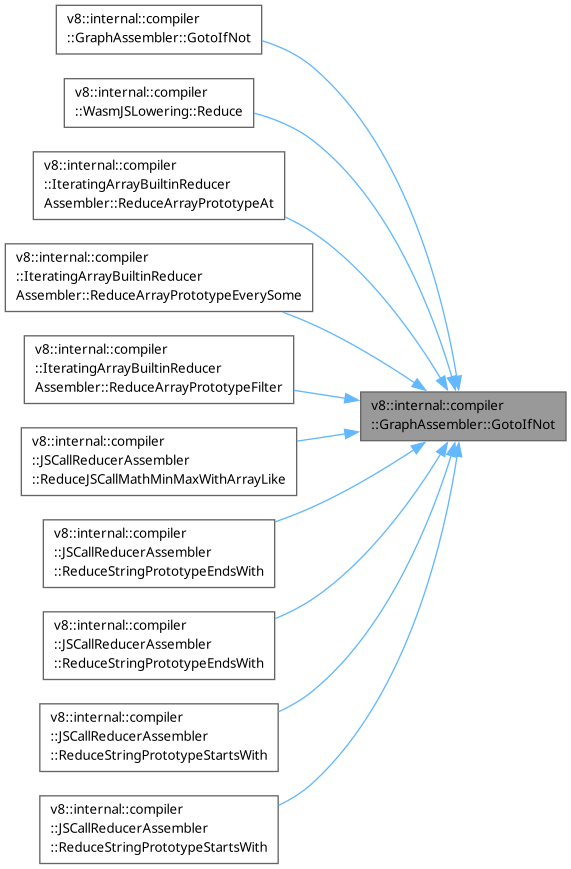 v8::internal::compiler
::GraphAssembler::GotoIfNot
v8::internal::compiler
::WasmJSLowering::Reduce
v8::internal::compiler
::IteratingArrayBuiltinReducer
Assembler::ReduceArrayPrototypeAt
v8::internal::compiler
::IteratingArrayBuiltinReducer
Assembler::ReduceArrayPrototypeEverySome
v8::internal::compiler
::IteratingArrayBuiltinReducer
Assembler::ReduceArrayPrototypeFilter
v8::internal::compiler
::GraphAssembler::GotoIfNot
v8::internal::compiler
::JSCallReducerAssembler
::ReduceJSCallMathMinMaxWithArrayLike
v8::internal::compiler
::JSCallReducerAssembler
::ReduceStringPrototypeEndsWith
v8::internal::compiler
::JSCallReducerAssembler
::ReduceStringPrototypeEndsWith
v8::internal::compiler
::JSCallReducerAssembler
::ReduceStringPrototypeStartsWith
v8::internal::compiler
::JSCallReducerAssembler
::ReduceStringPrototypeStartsWith